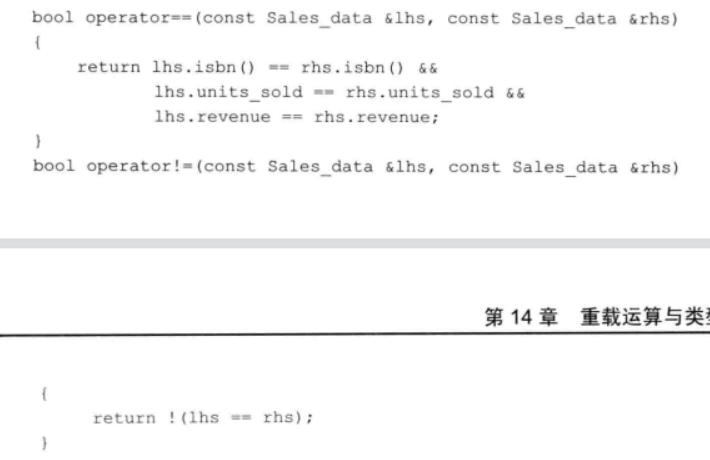 bool operator==(const Sales_data &lhs, const Sales_data &rhs)
{
    return lhs.isbn() == rhs.isbn() &&
           lhs.units_sold == rhs.units_sold &&
           lhs.revenue == rhs.revenue;
}
bool operator!=(const Sales_data &lhs, const Sales_data &rhs)
第 14 章 重载运算与类
{
    return !(lhs == rhs);
}